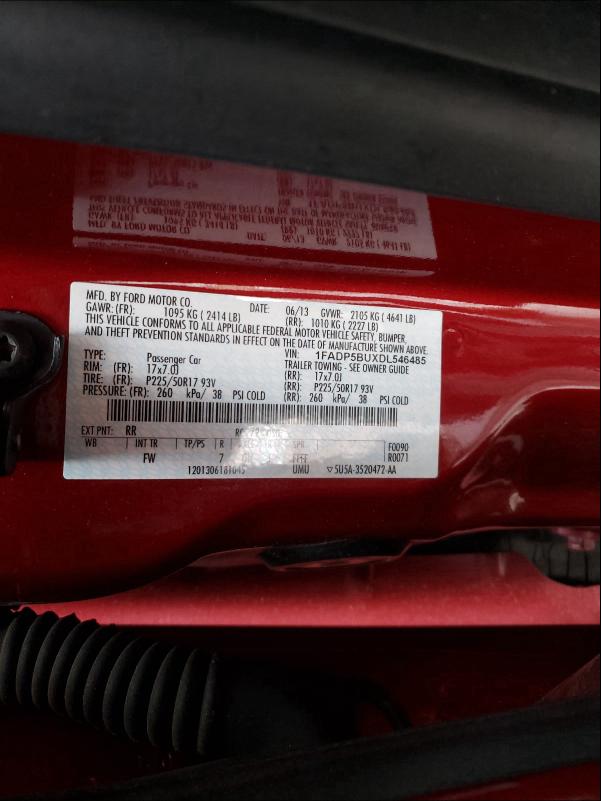 MFD. BY FORD MOTOR CO.
DATE: 06/13 GVWR: 2105 KG (4641 LB)
GAWR: (FR): 1095 KG (2414 LB) (RR): 1010 KG (2227 LB)
THIS VEHICLE CONFORMS TO ALL APPLICABLE FEDERAL MOTOR VEHICLE SAFETY, BUMPER,
AND THEFT PREVENTION STANDARDS IN EFFECT ON THE DATE OF MANUFACTURE SHOWN ABOVE.
VIN: 1FADP5BUXDL546485
TYPE: Passenger Car TRAILER TOWING - SEE OWNER GUIDE
RIM: (FR): 17x7.0J (RR): 17x7.0J
TIRE: (FR): P225/50R17 93V (RR): P225/50R17 93V
PRESSURE: (FR): 260 kPa/ 38 PSI COLD (RR): 260 kPa/ 38 PSI COLD
EXT PNT: RR F0090
WB INT TR TP/PS R SPR R0071
FW 7
1201306181045 UMU ▽5U5A-3520472-AA